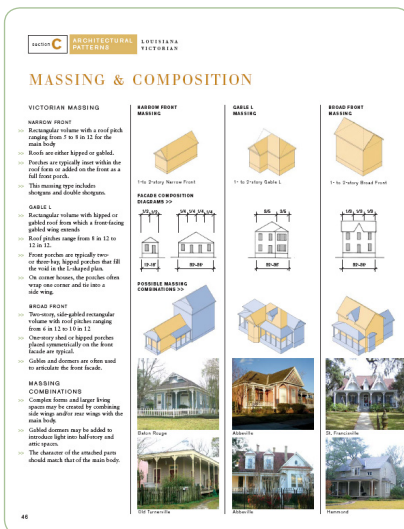 section C
ARCHITECTURAL
PATTERNS
LOUISIANA
VICTORIAN
MASSING & COMPOSITION
VICTORIAN MASSING
NARROW FRONT
Rectangular volume with a roof pitch
ranging from 5 to 8 in 12 for the
main body
Roofs are either hipped or gabled.
Porches are typically inset within the
roof form or added on the front as a
full front porch.
This massing type includes
shotguns and double shotguns.
GABLE L
Rectangular volume with hipped or
gabled roof from which a front-facing
gabled wing extends
Roof pitches range from 8 in 12 to
12 in 12.
Front porches are typically two-
or three-bay, hipped porches that fill
the void in the L-shaped plan.
On corner houses, the porches often
wrap one corner and tie into a
side wing.
BROAD FRONT
Two-story, side-gabled rectangular
volume with roof pitches ranging
from 6 in 12 to 10 in 12
One-story shed or hipped porches
placed symmetrically on the front
facade are typical.
Gables and dormers are often used
to articulate the front facade.
MASSING
COMBINATIONS
Complex forms and larger living
spaces may be created by combining
side wings and/or rear wings with the
main body.
Gabled dormers may be added to
introduce light into half-story and
attic spaces.
The character of the attached parts
should match that of the main body.
46
NARROW FRONT
MASSING
1- to 2-story Narrow Front
FACADE COMPOSITION
DIAGRAMS >>
POSSIBLE MASSING
COMBINATIONS >>
Baton Rouge
Old Turnerville
GABLE L
MASSING
1- to 2-story Gable L
Abbeville
Abbeville
BROAD FRONT
MASSING
1- to 2-story Broad Front
St. Francisville
Hammond